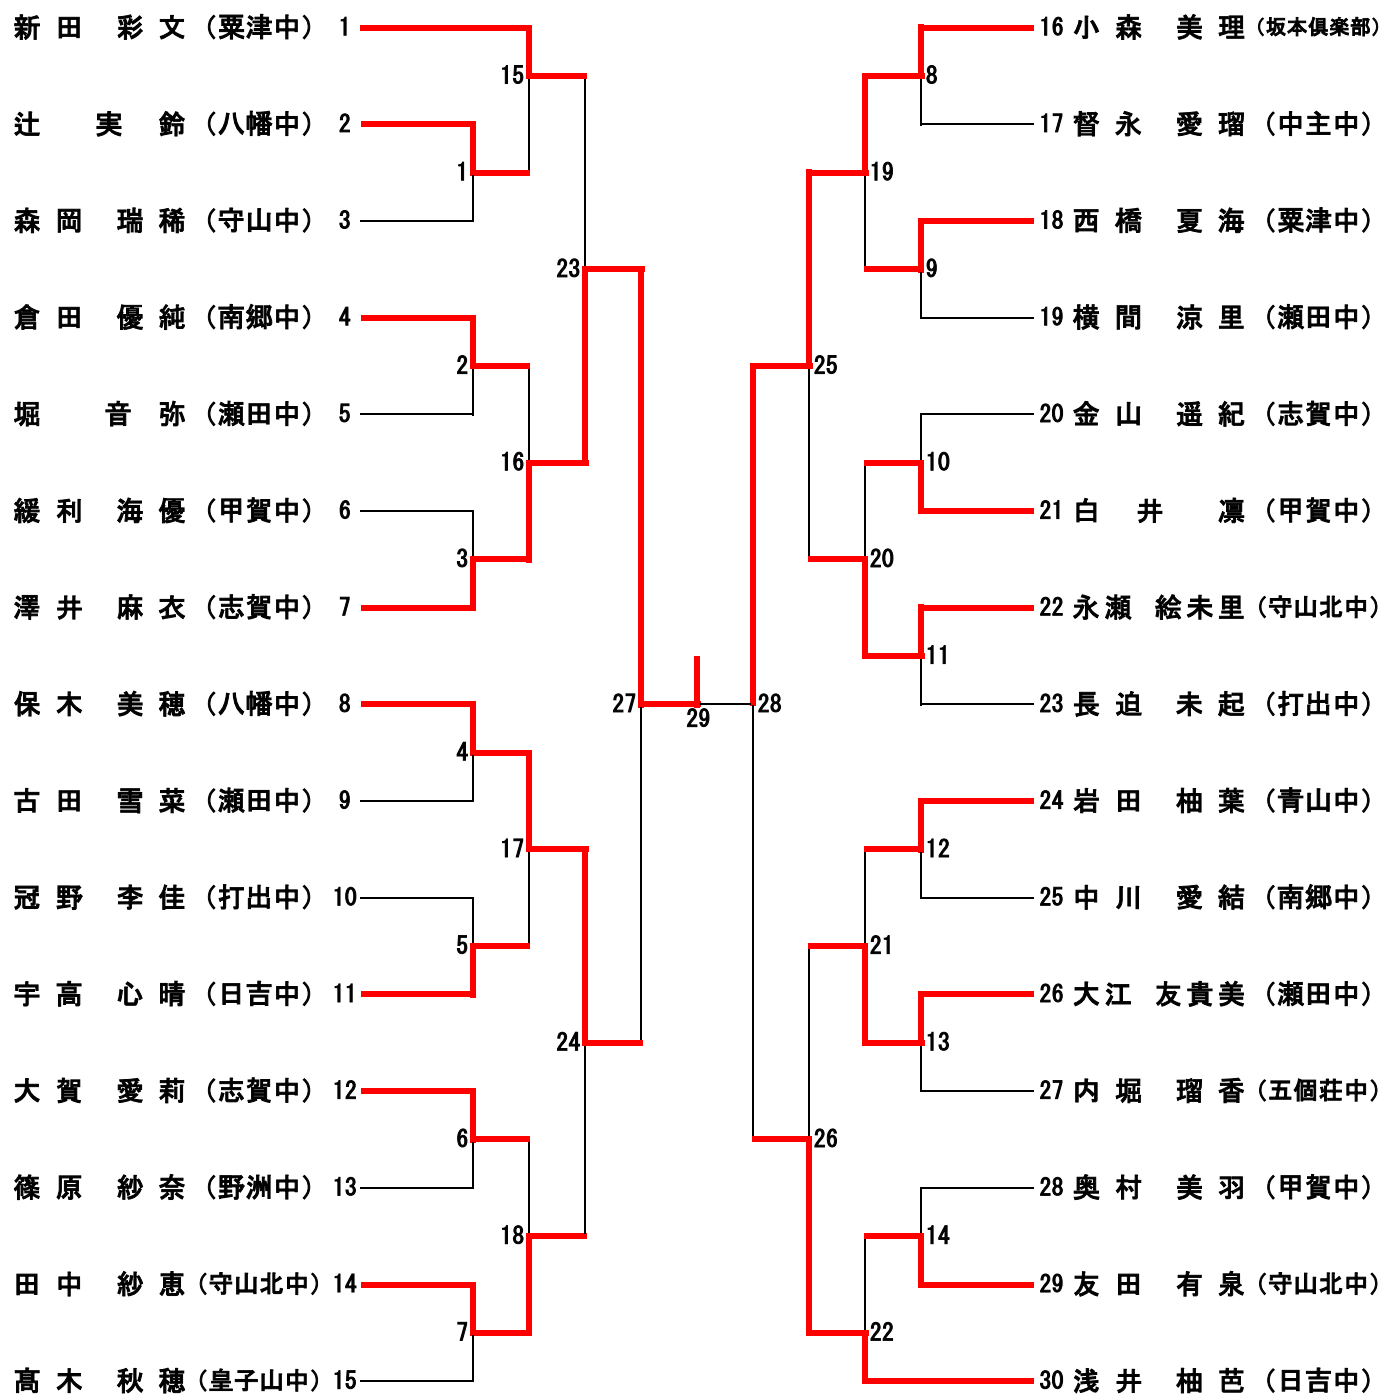 新田 彩文（粟津中） 1
辻 実鈴（八幡中） 2
森岡 瑞稀（守山中） 3
倉田 優純（南郷中） 4
堀 音弥（瀬田中） 5
緩利 海優（甲賀中） 6
澤井 麻衣（志賀中） 7
保木 美穂（八幡中） 8
古田 雪菜（瀬田中） 9
冠野 李佳（打出中） 10
宇高 心晴（日吉中） 11
大賀 愛莉（志賀中） 12
篠原 紗奈（野洲中） 13
田中 紗恵（守山北中） 14
髙木 秋穂（皇子山中） 15
15
1
23
2
16
3
27
4
17
5
24
6
18
7
29
28
8
19
9
25
10
20
11
12
21
13
26
14
22
16 小森 美理（坂本倶楽部）
17 督永 愛瑠（中主中）
18 西橋 夏海（粟津中）
19 横間 涼里（瀬田中）
20 金山 遥紀（志賀中）
21 白井 凛（甲賀中）
22 永瀬 絵未里（守山北中）
23 長迫 未起（打出中）
24 岩田 柚葉（青山中）
25 中川 愛結（南郷中）
26 大江 友貴美（瀬田中）
27 内堀 瑠香（五個荘中）
28 奥村 美羽（甲賀中）
29 友田 有泉（守山北中）
30 浅井 柚芭（日吉中）